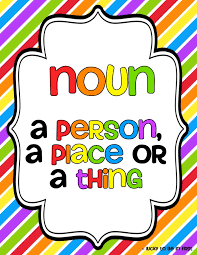 noun
a person,
a place or
a thing